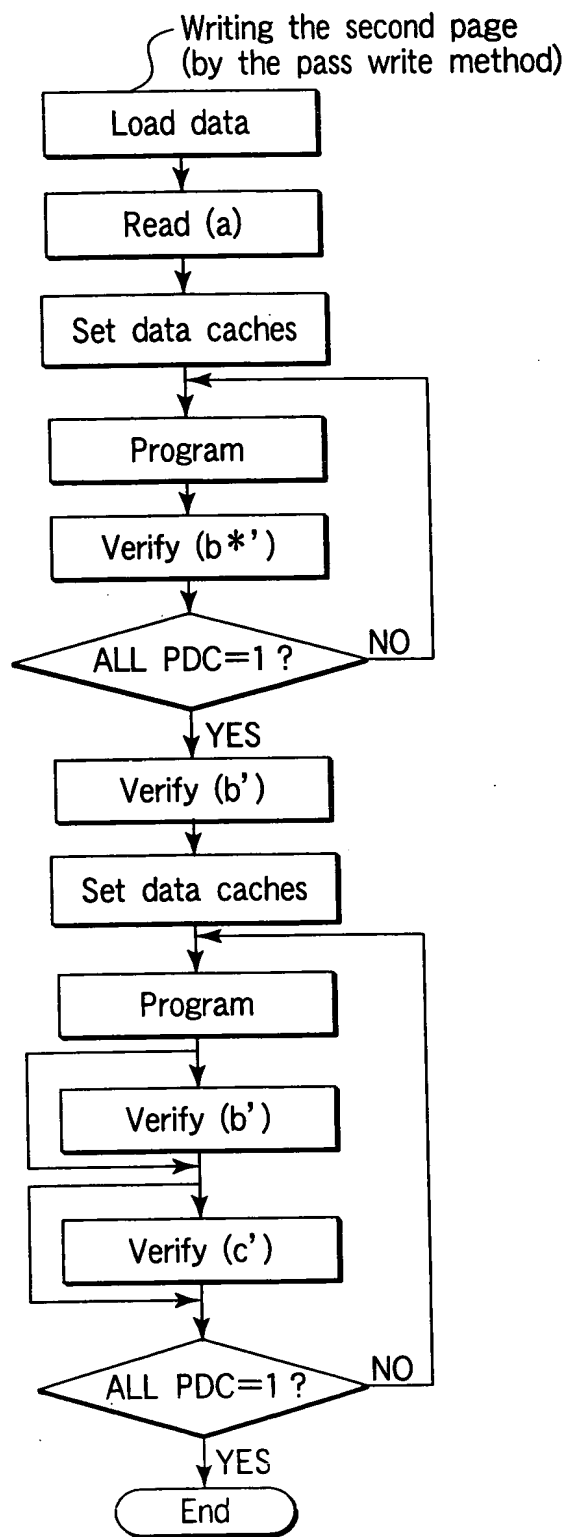 Writing the second page
(by the pass write method)
Load data
Read (a)
Set data caches
Program
Verify (b*')
ALL PDC=1 ?
NO
YES
Verify (b')
Set data caches
Program
Verify (b')
Verify (c')
ALL PDC=1 ?
NO
YES
End